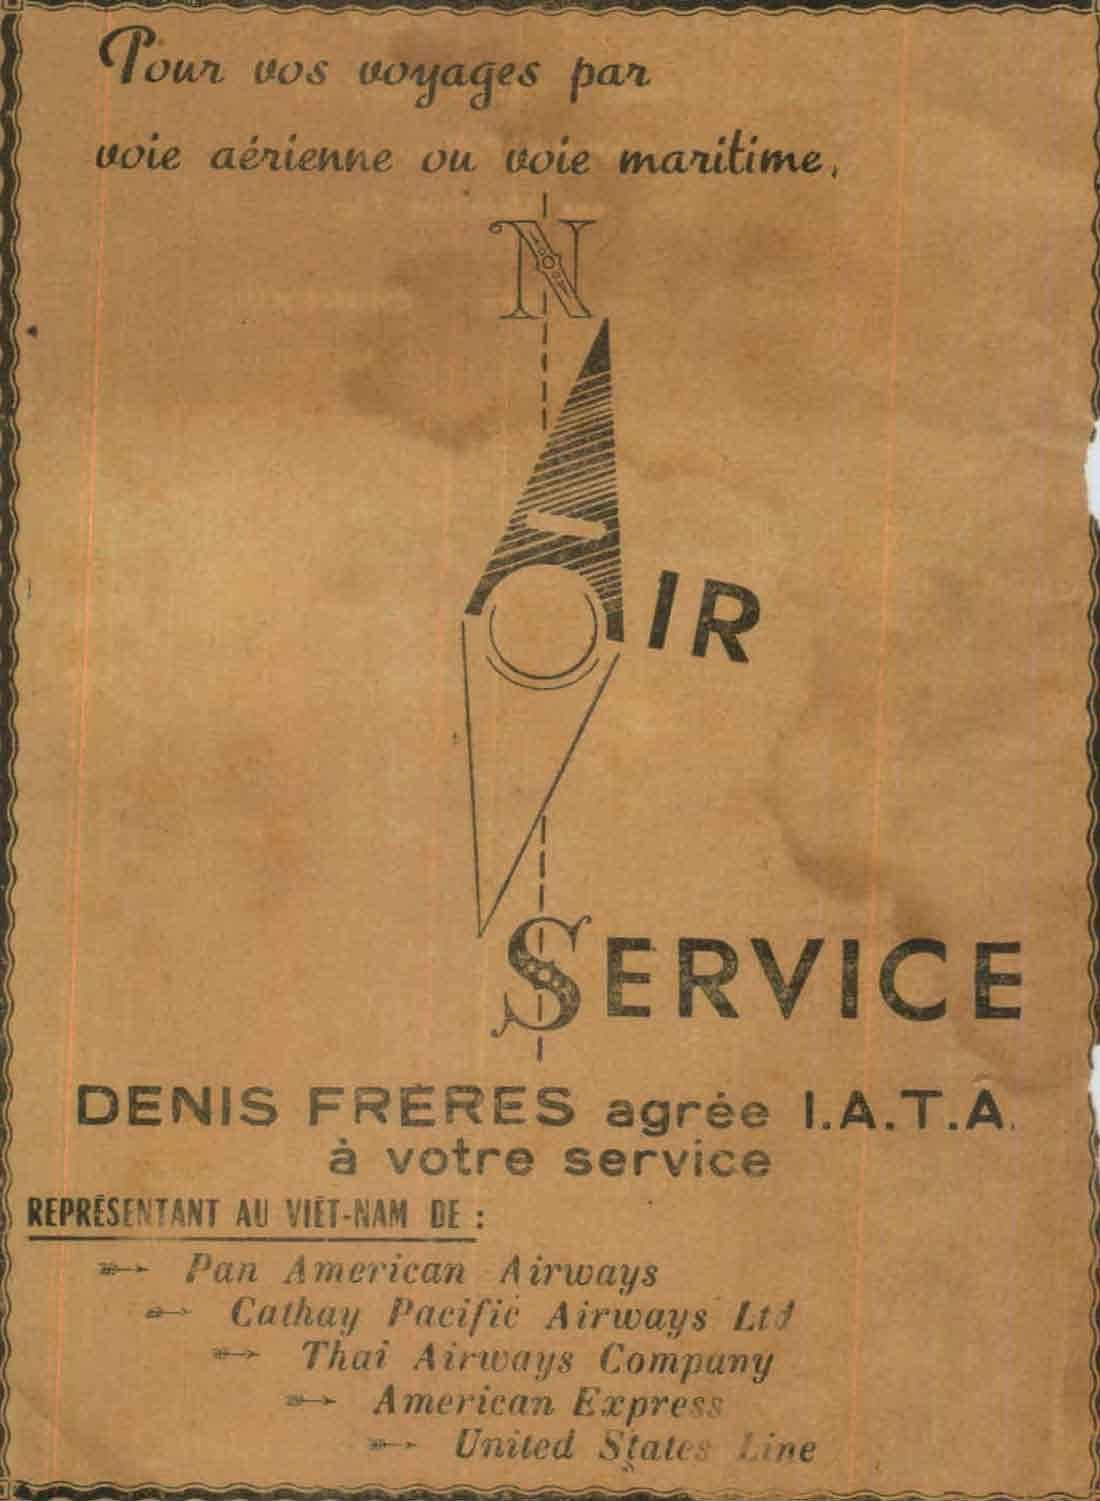 Pour vos voyages par
voie aérienne ou voie maritime,
N
AIR
SERVICE
DENIS FRÈRES agrée I.A.T.A.
à votre service
REPRÉSENTANT AU VIÊT-NAM DE :
Pan American Airways
Cathay Pacific Airways Ltd
Thai Airways Company
American Express
United States Line